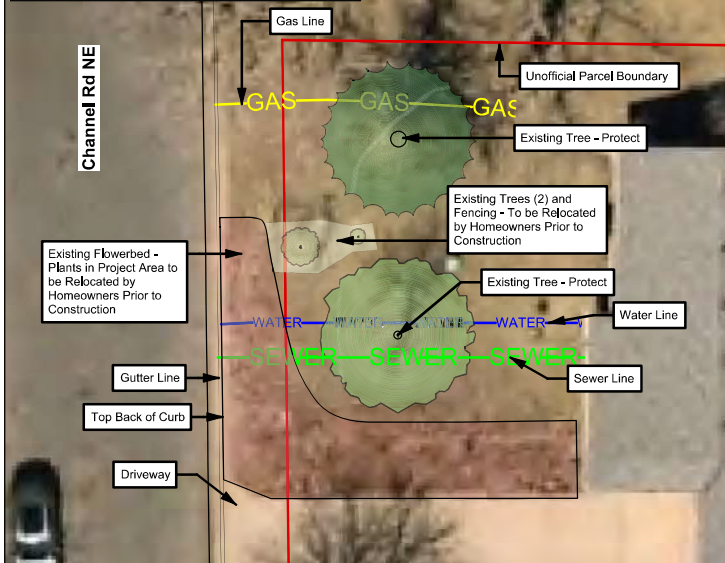 Gas Line
Channel Rd NE
Unofficial Parcel Boundary
GAS GAS GAS
Existing Tree - Protect
Existing Trees (2) and
Fencing - To be Relocated
by Homeowners Prior to
Construction
Existing Flowerbed -
Plants in Project Area to
be Relocated by
Homeowners Prior to
Construction
Existing Tree - Protect
Water Line
WATER WATER WATER WATER
SEWER SEWER SEWER
Gutter Line
Sewer Line
Top Back of Curb
Driveway